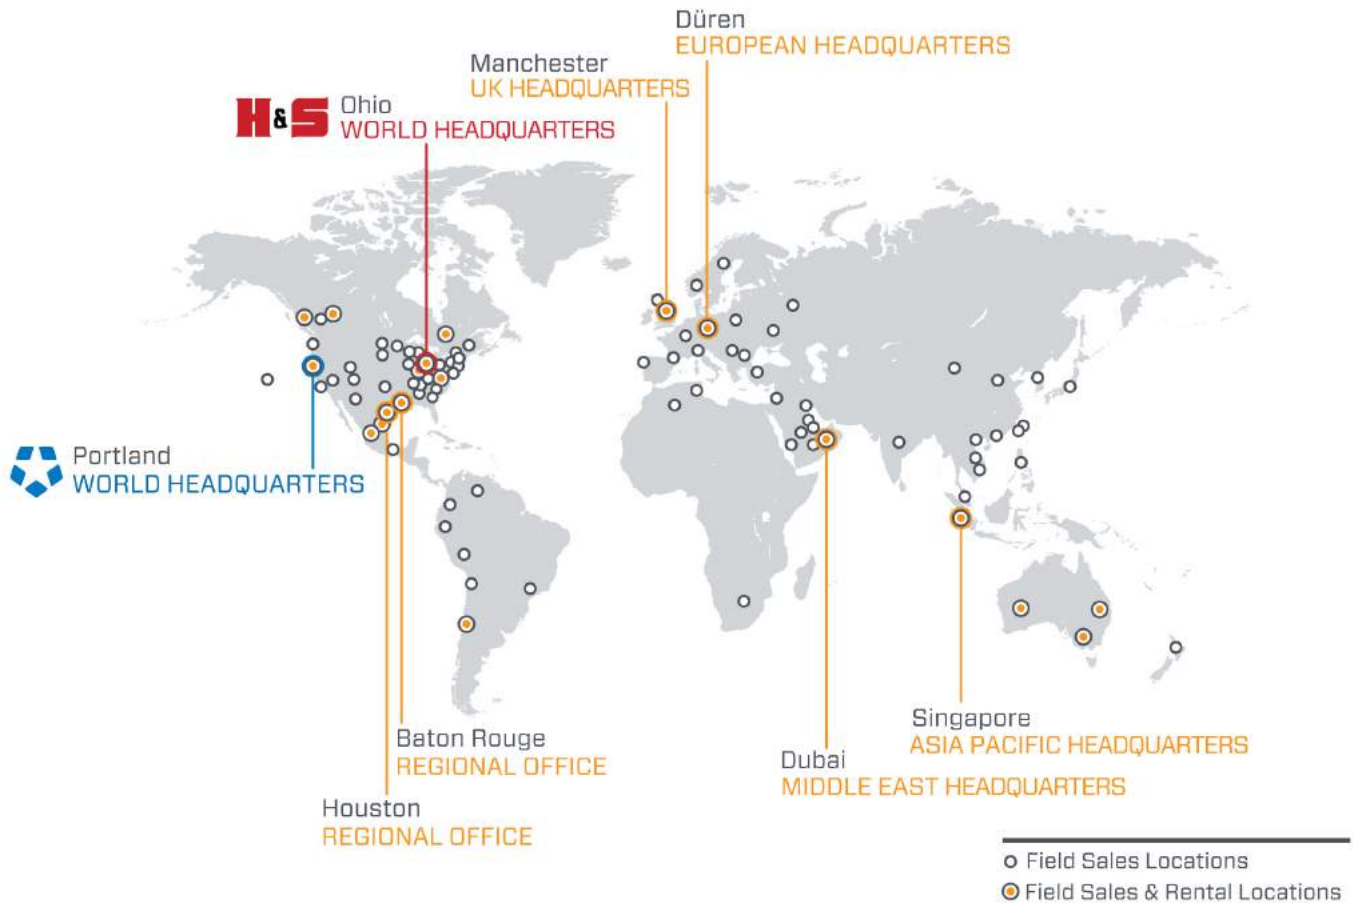 Düren
EUROPEAN HEADQUARTERS
Manchester
UK HEADQUARTERS
H&S
Ohio
WORLD HEADQUARTERS
Portland
WORLD HEADQUARTERS
Baton Rouge
REGIONAL OFFICE
Houston
REGIONAL OFFICE
Dubai
MIDDLE EAST HEADQUARTERS
Singapore
ASIA PACIFIC HEADQUARTERS
Field Sales Locations
Field Sales & Rental Locations